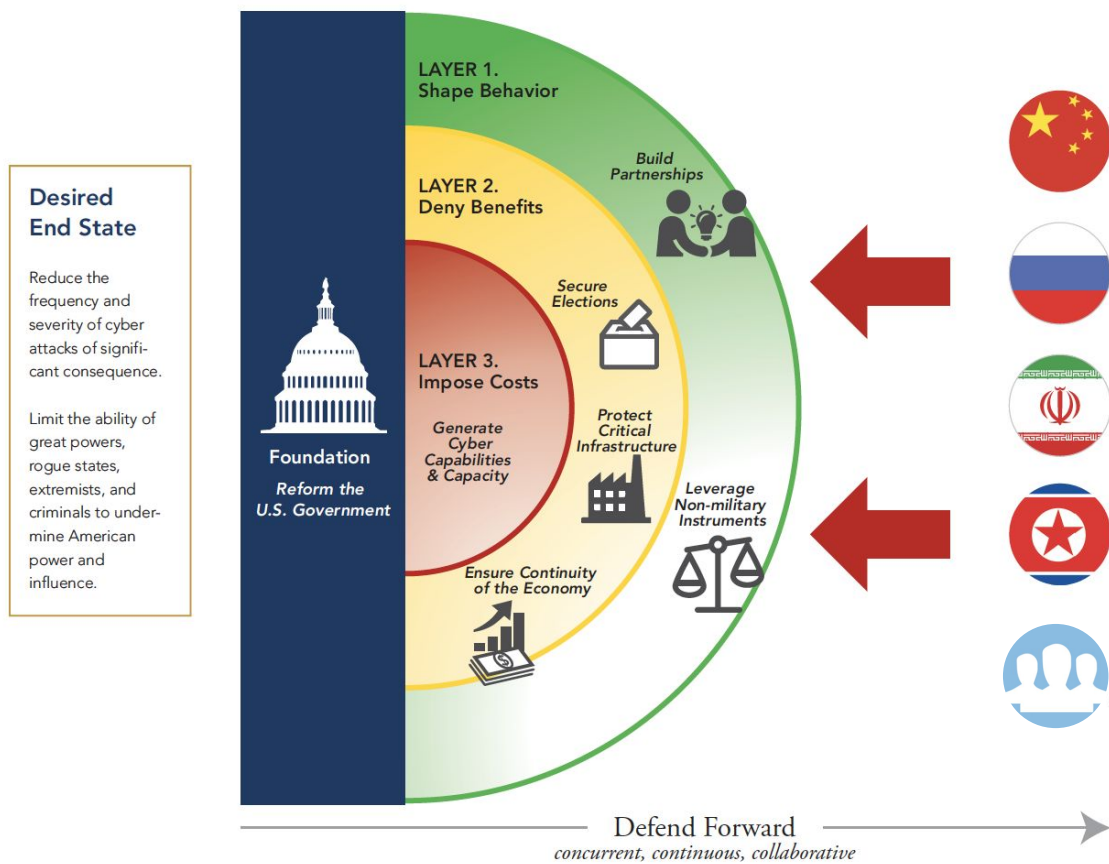 Desired
End State
Reduce the
frequency and
severity of cyber
attacks of signifi-
cant consequence.
Limit the ability of
great powers,
rogue states,
extremists, and
criminals to under-
mine American
power and
influence.
Foundation
Reform the
U.S. Government
LAYER 1.
Shape Behavior
Build
Partnerships
Leverage
Non-military
Instruments
LAYER 2.
Deny Benefits
Secure
Elections
Protect
Critical
Infrastructure
Ensure Continuity
of the Economy
$
LAYER 3.
Impose Costs
Generate
Cyber
Capabilities
& Capacity
Defend Forward
concurrent, continuous, collaborative